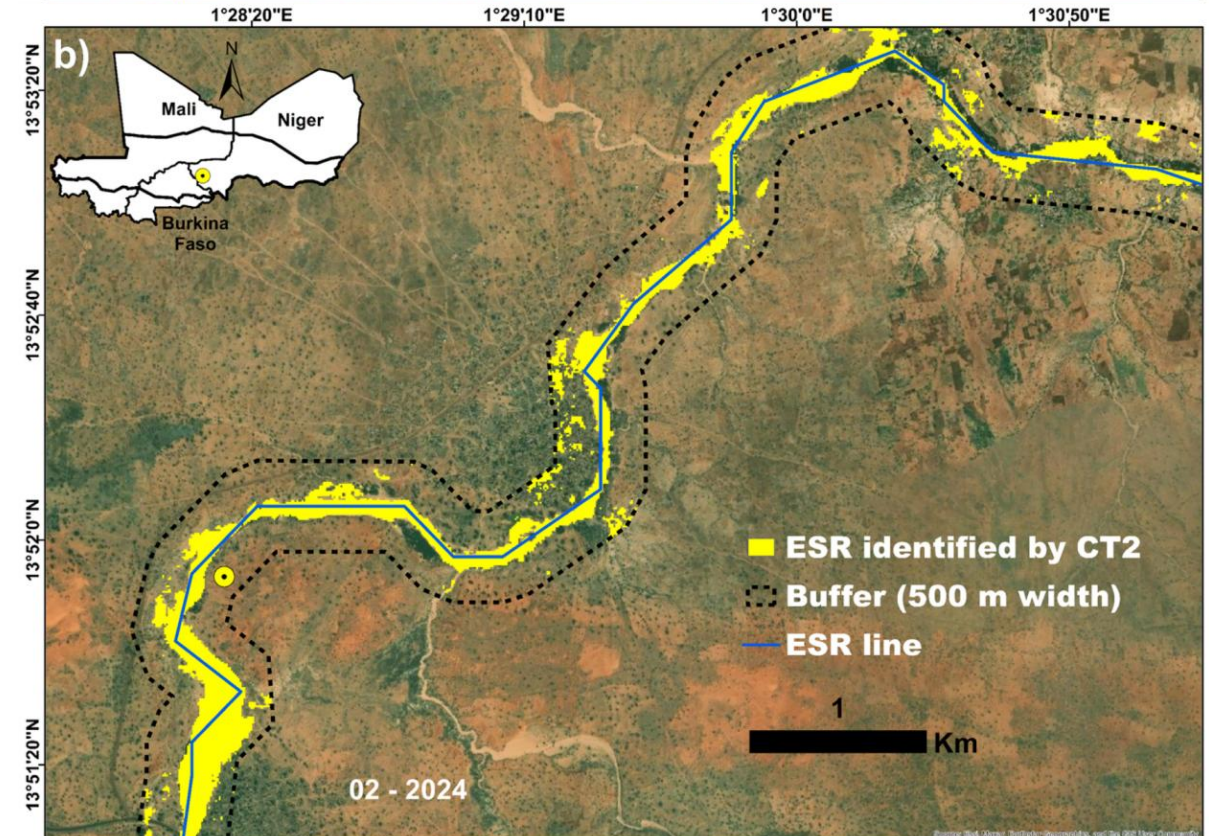 1°28'20"E 1°29'10"E 1°30'0"E 1°30'50"E
b)
N
Mali
Niger
Burkina
Faso
13°53'20"N
13°52'40"N
13°52'0"N
13°51'20"N
ESR identified by CT2
Buffer (500 m width)
ESR line
1
Km
02 - 2024